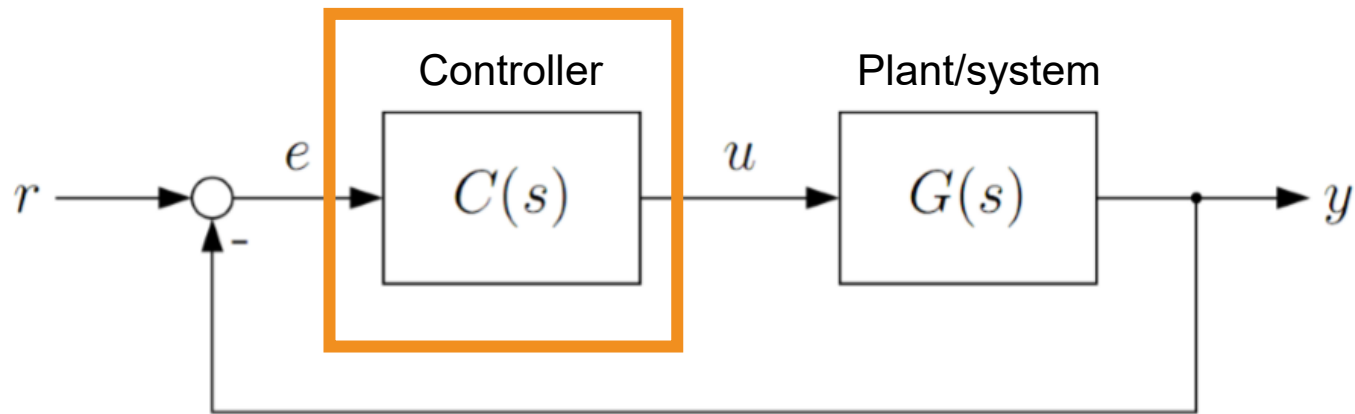 Controller
Plant/system
r
e
C(s)
u
G(s)
y
-